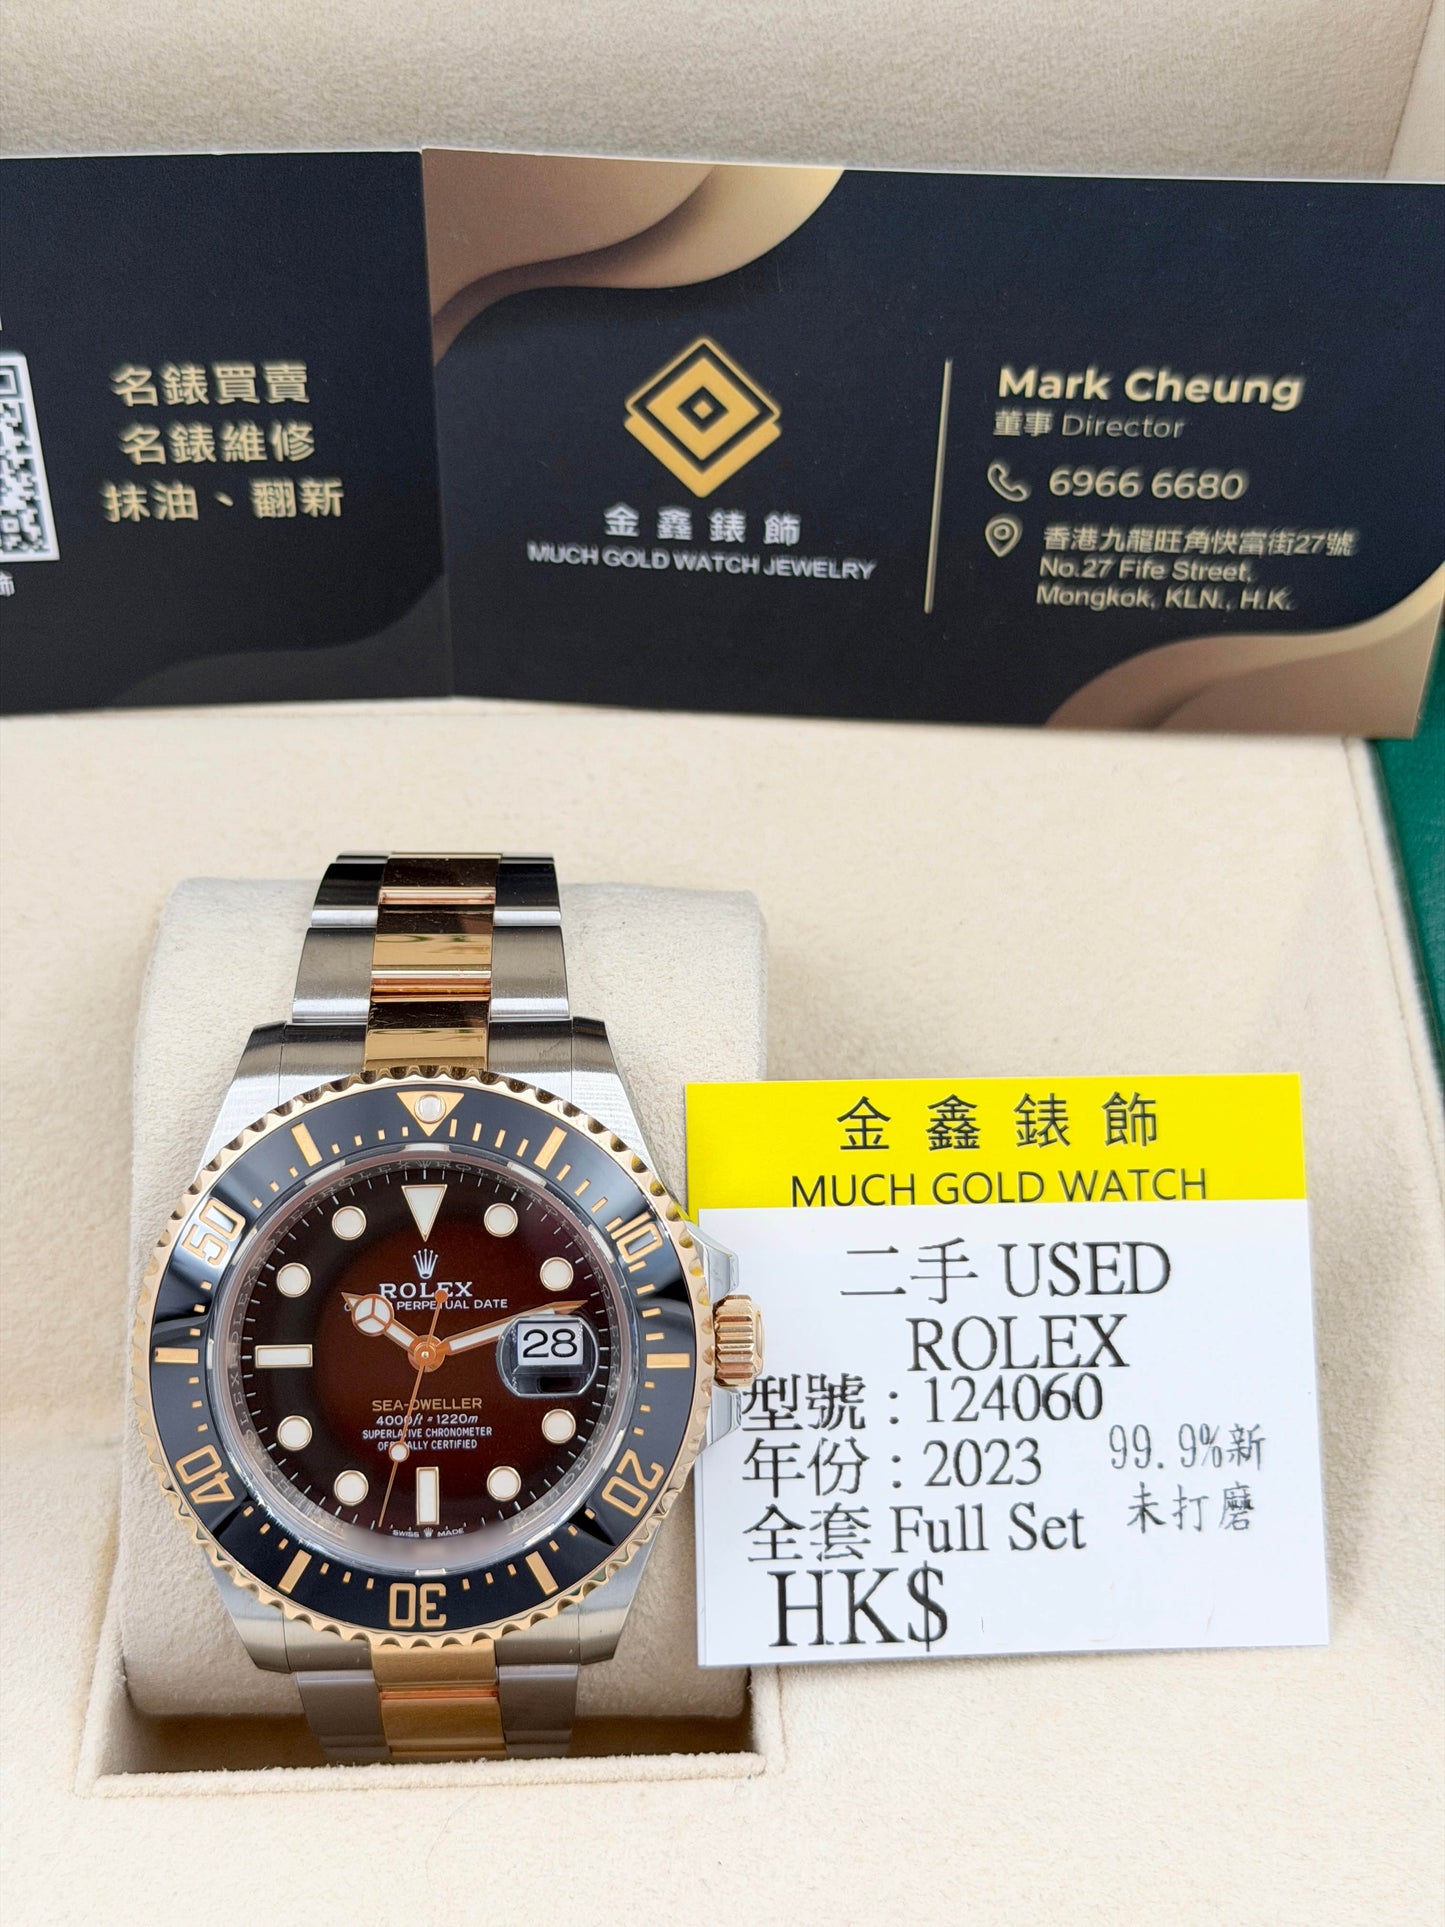 名錶買賣
名錶維修
抹油、翻新
飾
金鑫錶飾
MUCH GOLD WATCH JEWELRY
Mark Cheung
董事 Director
6966 6680
香港九龍旺角快富街27號
No.27 Fife Street,
Mongkok, KLN., H.K.
50
10
40
20
30
ROLEX
PERPETUAL DATE
28
SEA-DWELLER
4000ft = 1220m
SUPERLATIVE CHRONOMETER
OFFICIALLY CERTIFIED
SWISS MADE
金鑫錶飾
MUCH GOLD WATCH
二手 USED
ROLEX
型號 : 124060
年份 : 2023
99.9%新
全套 Full Set
未打磨
HK$